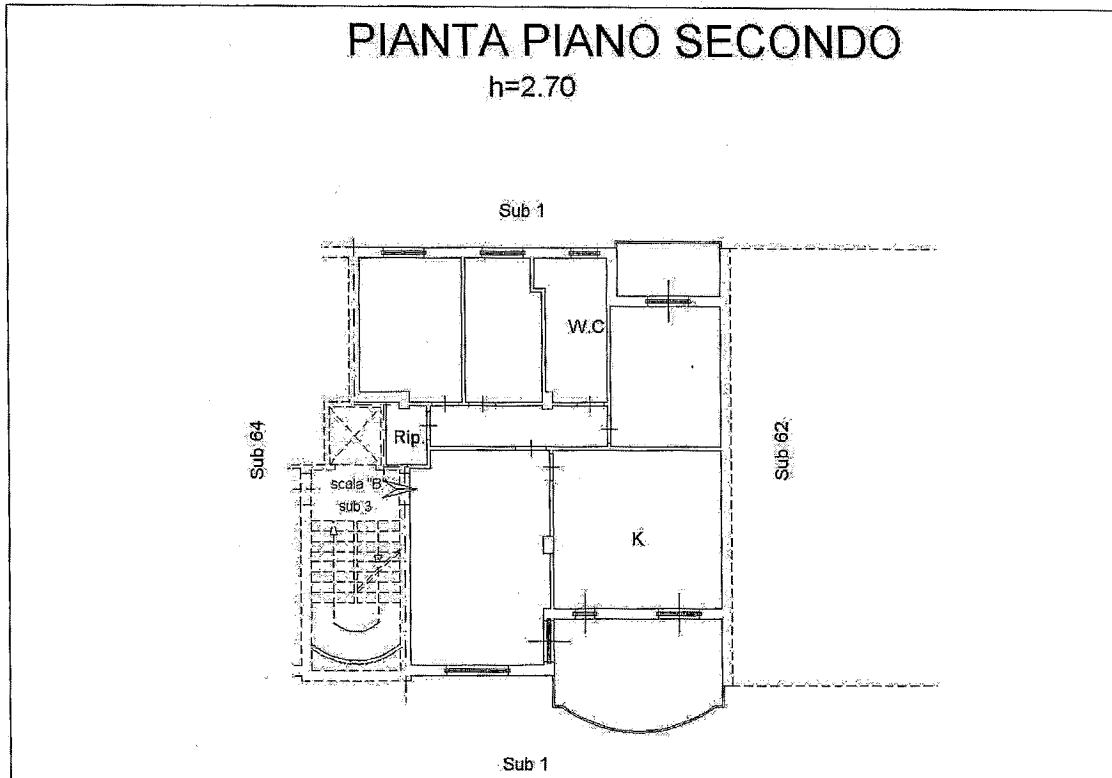 PIANTA PIANO SECONDO
h=2.70
Sub 1
W.C
Rip.
Sub 64
Sub 62
scala "B"
sub 3
K
Sub 1